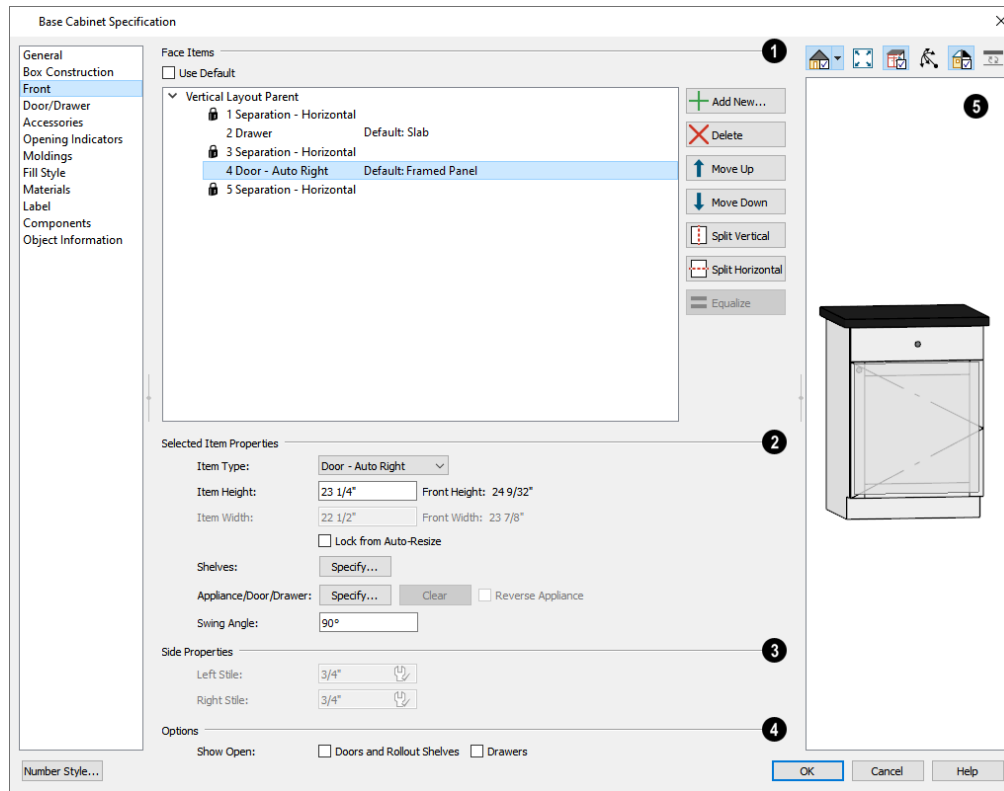 Base Cabinet Specification
General
Box Construction
Front
Door/Drawer
Accessories
Opening Indicators
Moldings
Fill Style
Materials
Label
Components
Object Information
Face Items 1
Use Default
Vertical Layout Parent
1 Separation - Horizontal
2 Drawer Default: Slab
3 Separation - Horizontal
4 Door - Auto Right Default: Framed Panel
5 Separation - Horizontal
Add New...
Delete
Move Up
Move Down
Split Vertical
Split Horizontal
Equalize
Selected Item Properties 2
Item Type: Door - Auto Right
Item Height: 23 1/4" Front Height: 24 9/32"
Item Width: 22 1/2" Front Width: 23 7/8"
Lock from Auto-Resize
Shelves: Specify...
Appliance/Door/Drawer: Specify... Clear Reverse Appliance
Swing Angle: 90°
Side Properties 3
Left Stile: 3/4"
Right Stile: 3/4"
Options 4
Show Open: Doors and Rollout Shelves Drawers
5
Number Style... OK Cancel Help